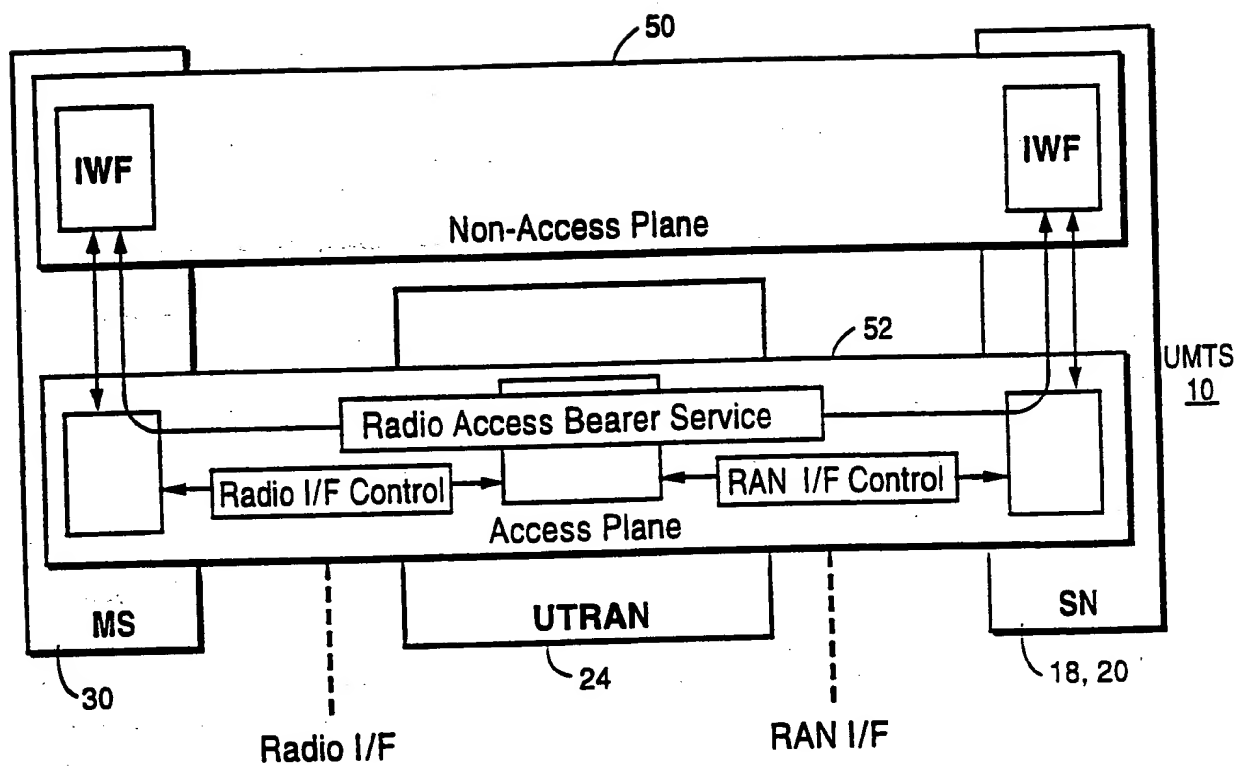 50
IWF
IWF
Non-Access Plane
52
UMTS
10
Radio Access Bearer Service
Radio I/F Control
RAN I/F Control
Access Plane
MS
UTRAN
SN
30
24
18, 20
Radio I/F
RAN I/F